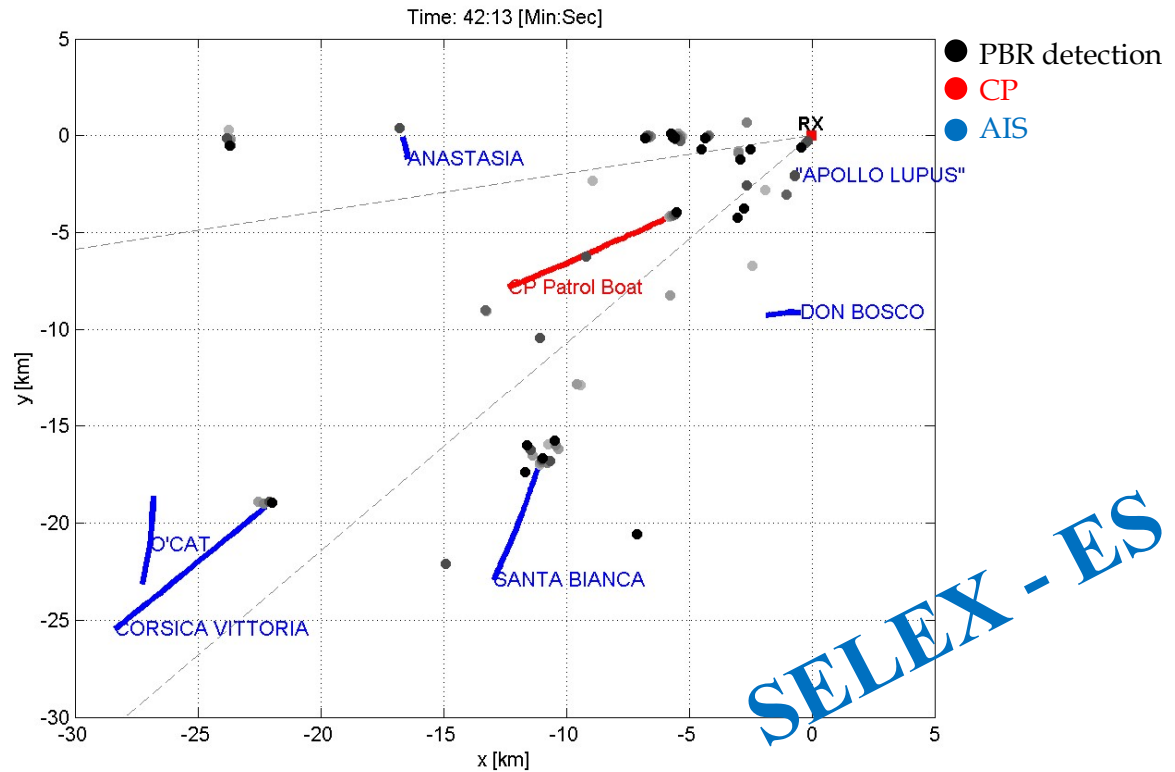 Time: 42:13 [Min:Sec]
PBR detection
CP
AIS
RX
ANASTASIA
"APOLLO LUPUS"
CP Patrol Boat
DON BOSCO
O'CAT
SANTA BIANCA
CORSICA VITTORIA
SELEX - ES
y [km]
5
0
-5
-10
-15
-20
-25
-30
-30 -25 -20 -15 -10 -5 0 5
x [km]